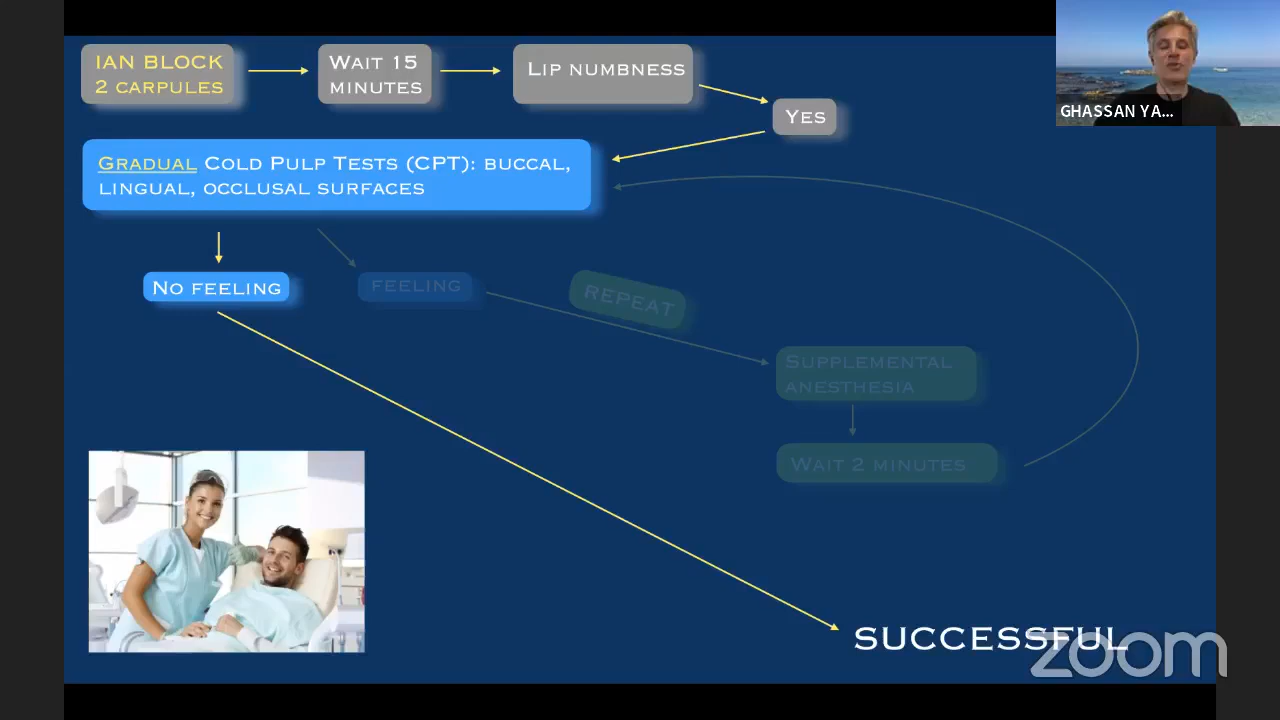 IAN BLOCK
2 CARPULES
WAIT 15
MINUTES
LIP NUMBNESS
YES
GHASSAN YA...
GRADUAL COLD PULP TESTS (CPT): BUCCAL,
LINGUAL, OCCLUSAL SURFACES
NO FEELING
FEELING
REPEAT
SUPPLEMENTAL
ANESTHESIA
WAIT 2 MINUTES
SUCCESSFUL
zoom